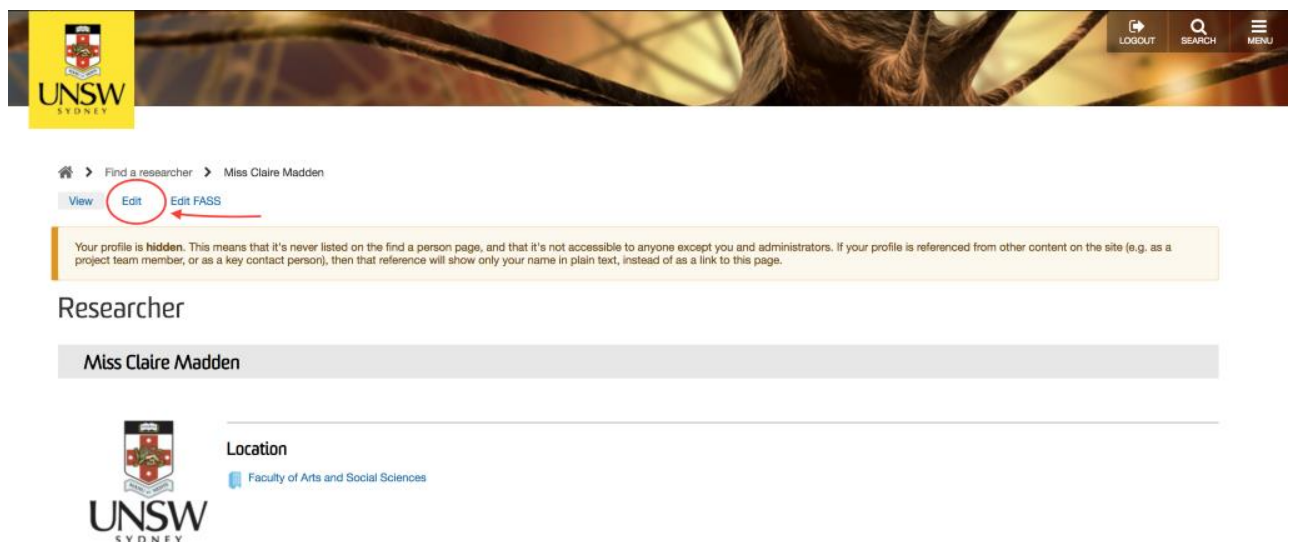 LOGOUT SEARCH MENU
UNSW
SYDNEY
Find a researcher Miss Claire Madden
View Edit Edit FASS
Your profile is hidden. This means that it's never listed on the find a person page, and that it's not accessible to anyone except you and administrators. If your profile is referenced from other content on the site (e.g. as a
project team member, or as a key contact person), then that reference will show only your name in plain text, instead of as a link to this page.
Researcher
Miss Claire Madden
Location
Faculty of Arts and Social Sciences
UNSW
SYDNEY